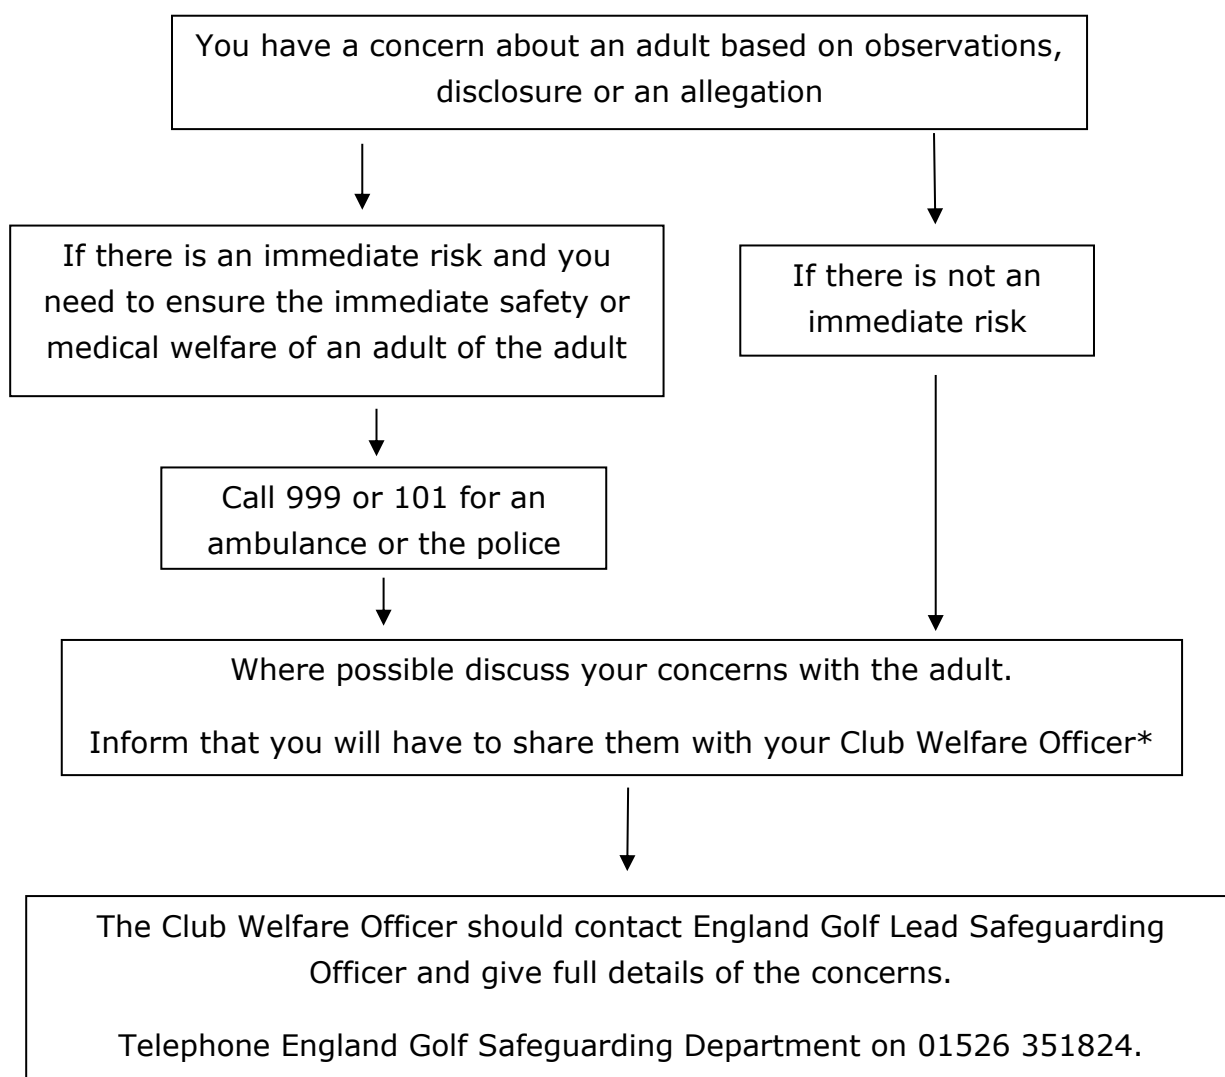 You have a concern about an adult based on observations,
disclosure or an allegation
If there is an immediate risk and you
need to ensure the immediate safety or
medical welfare of an adult of the adult
If there is not an
immediate risk
Call 999 or 101 for an
ambulance or the police
Where possible discuss your concerns with the adult.
Inform that you will have to share them with your Club Welfare Officer*
The Club Welfare Officer should contact England Golf Lead Safeguarding
Officer and give full details of the concerns.
Telephone England Golf Safeguarding Department on 01526 351824.